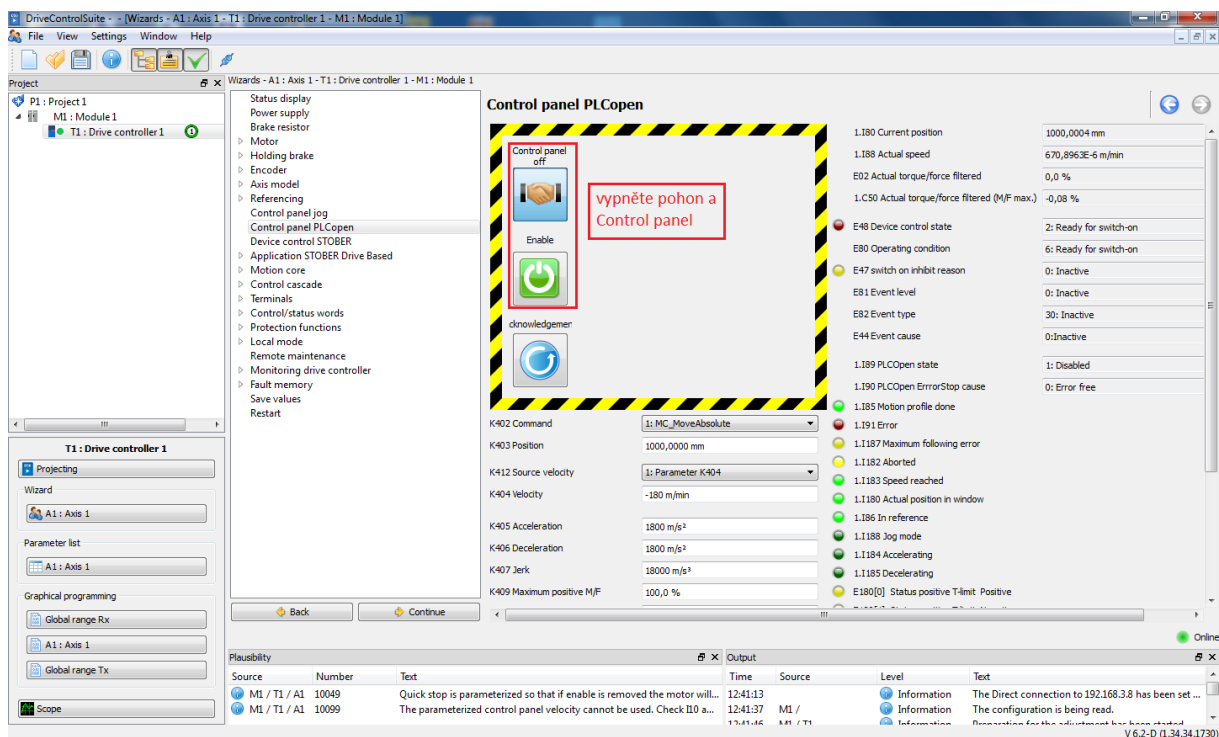 DriveControlSuite - - [Wizards - A1 : Axis 1 - T1 : Drive controller 1 - M1 : Module 1]
File View Settings Window Help
Project
P1 : Project 1
M1 : Module 1
T1 : Drive controller 1
T1 : Drive controller 1
Projecting
Wizard
A1 : Axis 1
Parameter list
A1 : Axis 1
Graphical programming
Global range Rx
A1 : Axis 1
Global range Tx
Scope
Wizards - A1 : Axis 1 - T1 : Drive controller 1 - M1 : Module 1
Status display
Power supply
Brake resistor
Motor
Holding brake
Encoder
Axis model
Referencing
Control panel jog
Control panel PLCopen
Device control STOBER
Application STOBER Drive Based
Motion core
Control cascade
Terminals
Control/status words
Protection functions
Local mode
Remote maintenance
Monitoring drive controller
Fault memory
Save values
Restart
Back Continue
Control panel PLCopen
Control panel
off
vypněte pohon a
Control panel
Enable
cknowledgemer
K402 Command 1: MC_MoveAbsolute
K403 Position 1000,0000 mm
K412 Source velocity 1: Parameter K404
K404 Velocity -180 m/min
K405 Acceleration 1800 m/s²
K406 Deceleration 1800 m/s²
K407 Jerk 18000 m/s³
K409 Maximum positive M/F 100,0 %
1.I80 Current position 1000,0004 mm
1.I88 Actual speed 670,8963E-6 m/min
E02 Actual torque/force filtered 0,0 %
1.C50 Actual torque/force filtered (M/F max.) -0,08 %
E48 Device control state 2: Ready for switch-on
E80 Operating condition 6: Ready for switch-on
E47 switch on inhibit reason 0: Inactive
E81 Event level 0: Inactive
E82 Event type 30: Inactive
E44 Event cause 0:Inactive
1.I89 PLCOpen state 1: Disabled
1.I90 PLCOpen ErrrorStop cause 0: Error free
1.I85 Motion profile done
1.I91 Error
1.I187 Maximum following error
1.I182 Aborted
1.I183 Speed reached
1.I180 Actual position in window
1.I86 In reference
1.I188 Jog mode
1.I184 Accelerating
1.I185 Decelerating
E180[0] Status positive T-limit Positive
Online
Plausibility
Source Number Text
M1 / T1 / A1 10049 Quick stop is parameterized so that if enable is removed the motor will...
M1 / T1 / A1 10099 The parameterized control panel velocity cannot be used. Check I10 a...
Output
Time Source Level Text
12:41:13 Information The Direct connection to 192.168.3.8 has been set ...
12:41:37 M1 / Information The configuration is being read.
12:41:46 M1 / T1 Information Preparation for the adjustment has been started
V 6.2-D (1.34.34.1730)